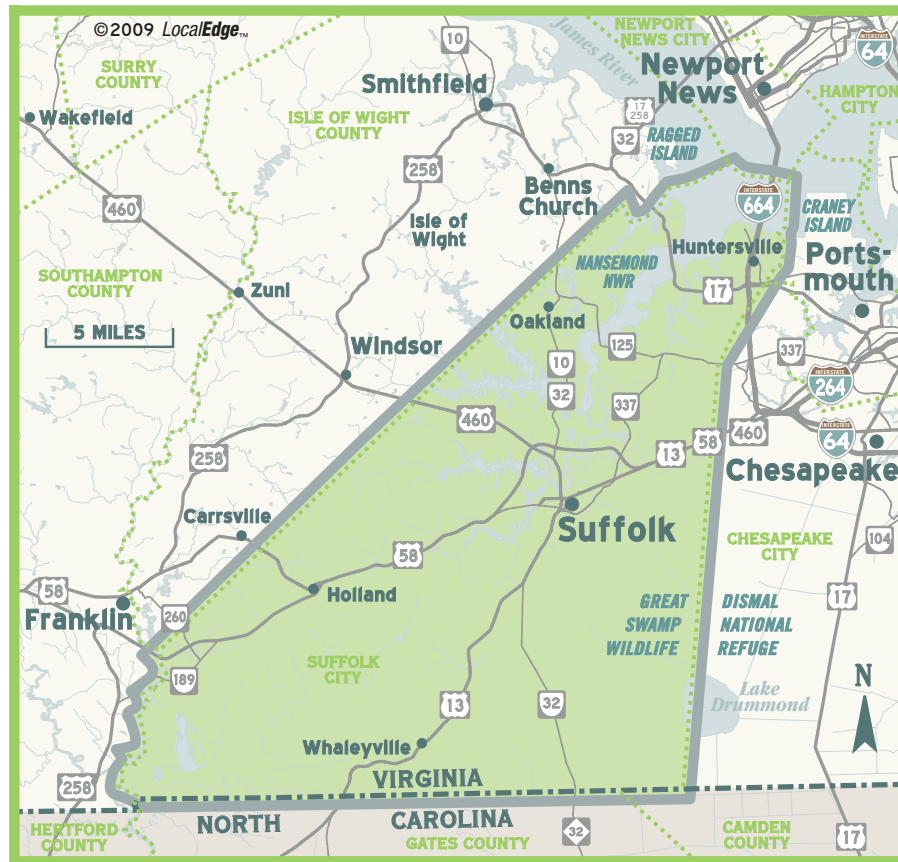 ©2009 LocalEdge™
10
NEWPORT
NEWS CITY
James River
INTERSTATE
64
SURRY
COUNTY
Smithfield
Newport
News
HAMPTON
CITY
Wakefield
ISLE OF WIGHT
COUNTY
17
258
32
RAGGED
ISLAND
258
460
Benns
Church
INTERSTATE
664
CRANEY
ISLAND
Isle of
Wight
Huntersville
Ports-
mouth
SOUTHAMPTON
COUNTY
NANSEMOND
NWR
Zuni
17
Oakland
5 MILES
Windsor
125
337
10
INTERSTATE
264
32
337
460
13
58
460
INTERSTATE
64
258
Chesapeake
Carrsville
Suffolk
CHESAPEAKE
CITY
104
58
58
Holland
17
Franklin
260
GREAT
SWAMP
WILDLIFE
DISMAL
NATIONAL
REFUGE
SUFFOLK
CITY
189
Lake
Drummond
N
13
32
Whaleyville
VIRGINIA
258
NORTH
CAROLINA
HERTFORD
COUNTY
GATES COUNTY
32
CAMDEN
COUNTY
17